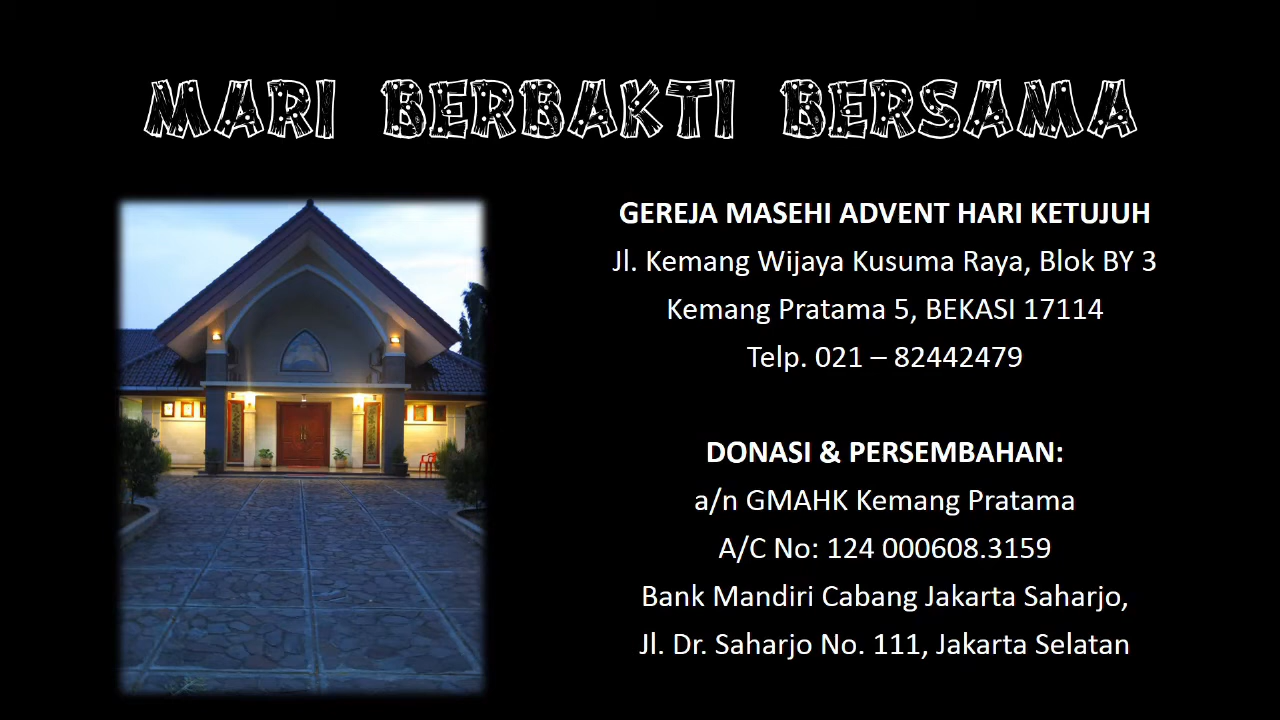 MARI BERBAKTI BERSAMA
GEREJA MASEHI ADVENT HARI KETUJUH
Jl. Kemang Wijaya Kusuma Raya, Blok BY 3
Kemang Pratama 5, BEKASI 17114
Telp. 021 – 82442479
DONASI & PERSEMBAHAN:
a/n GMAHK Kemang Pratama
A/C No: 124 000608.3159
Bank Mandiri Cabang Jakarta Saharjo,
Jl. Dr. Saharjo No. 111, Jakarta Selatan